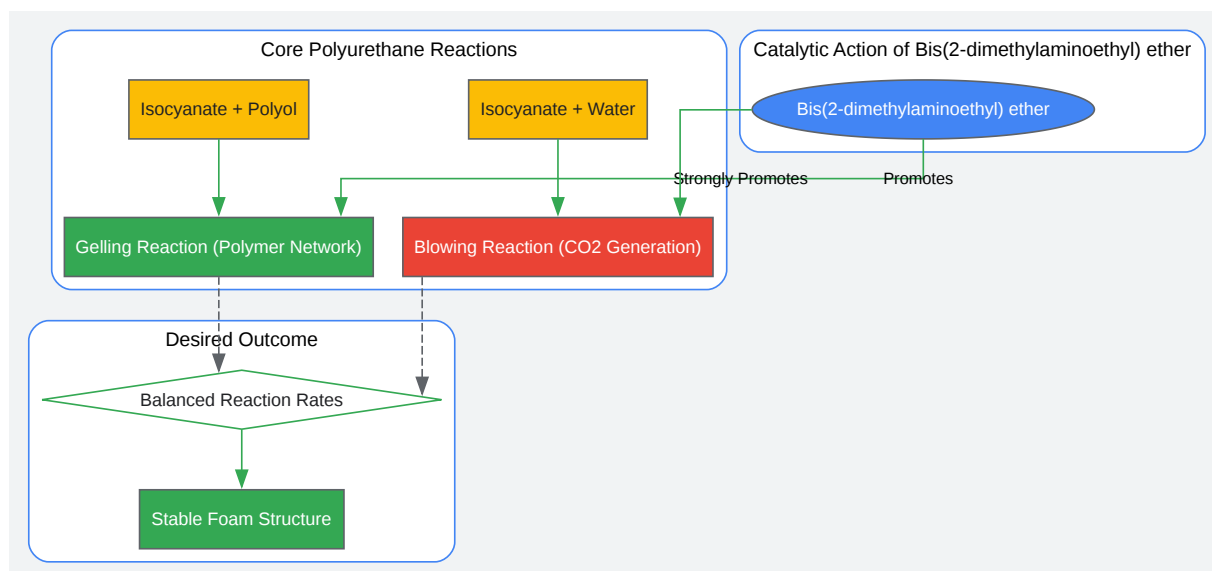 Core Polyurethane Reactions
Catalytic Action of Bis(2-dimethylaminoethyl) ether
Isocyanate + Polyol
Isocyanate + Water
Bis(2-dimethylaminoethyl) ether
Strongly Promotes
Promotes
Gelling Reaction (Polymer Network)
Blowing Reaction (CO2 Generation)
Desired Outcome
Balanced Reaction Rates
Stable Foam Structure